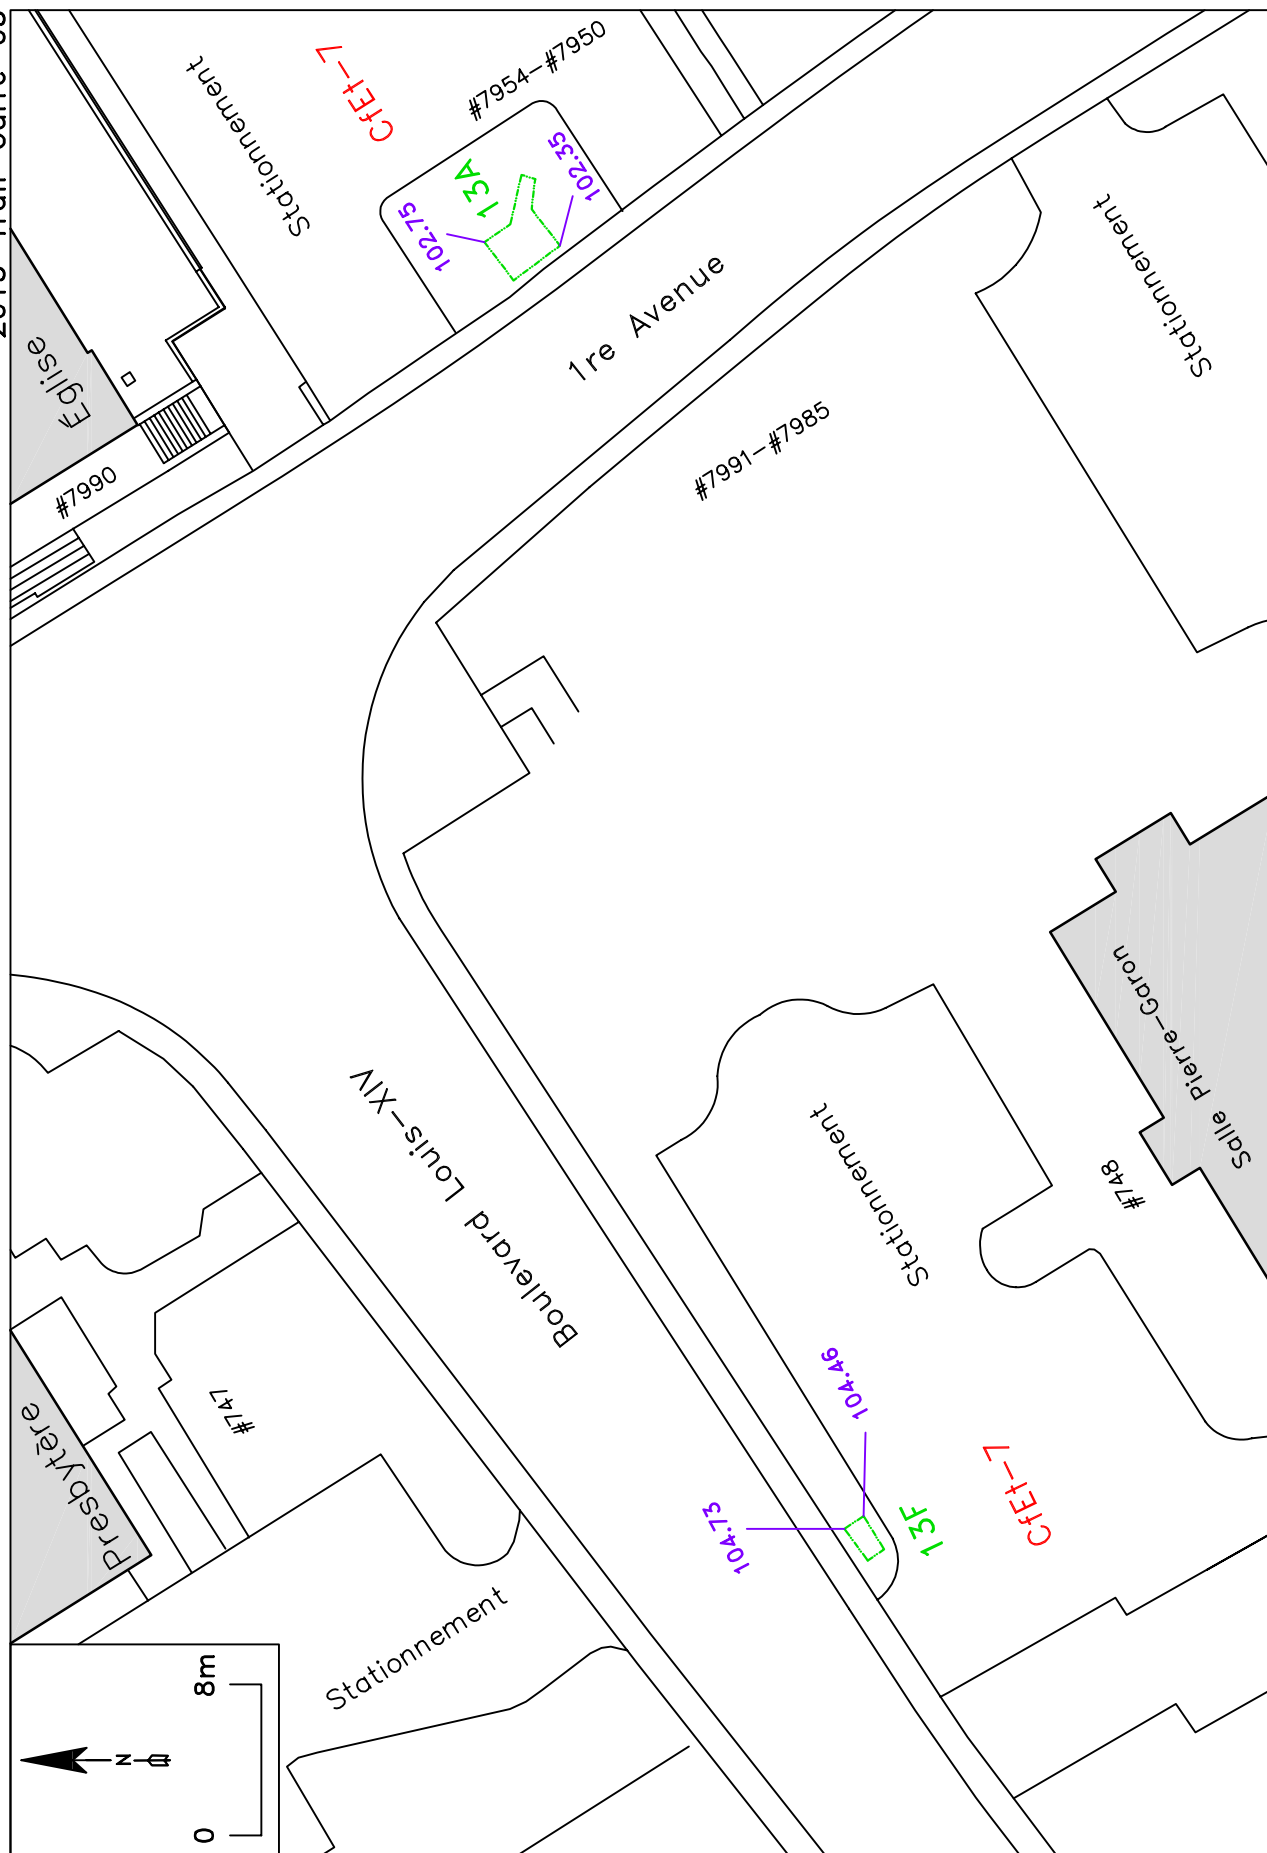 Stationnement
CfEt-7
#7954-#7950
13A
102.75
102.35
Église
#7990
1re Avenue
Stationnement
#7991-#7985
Boulevard Louis-XIV
Salle Pierre-Garon
#748
Stationnement
Presbytère
#747
104.46
104.73
13F
CfEt-7
Stationnement
N
0
8m